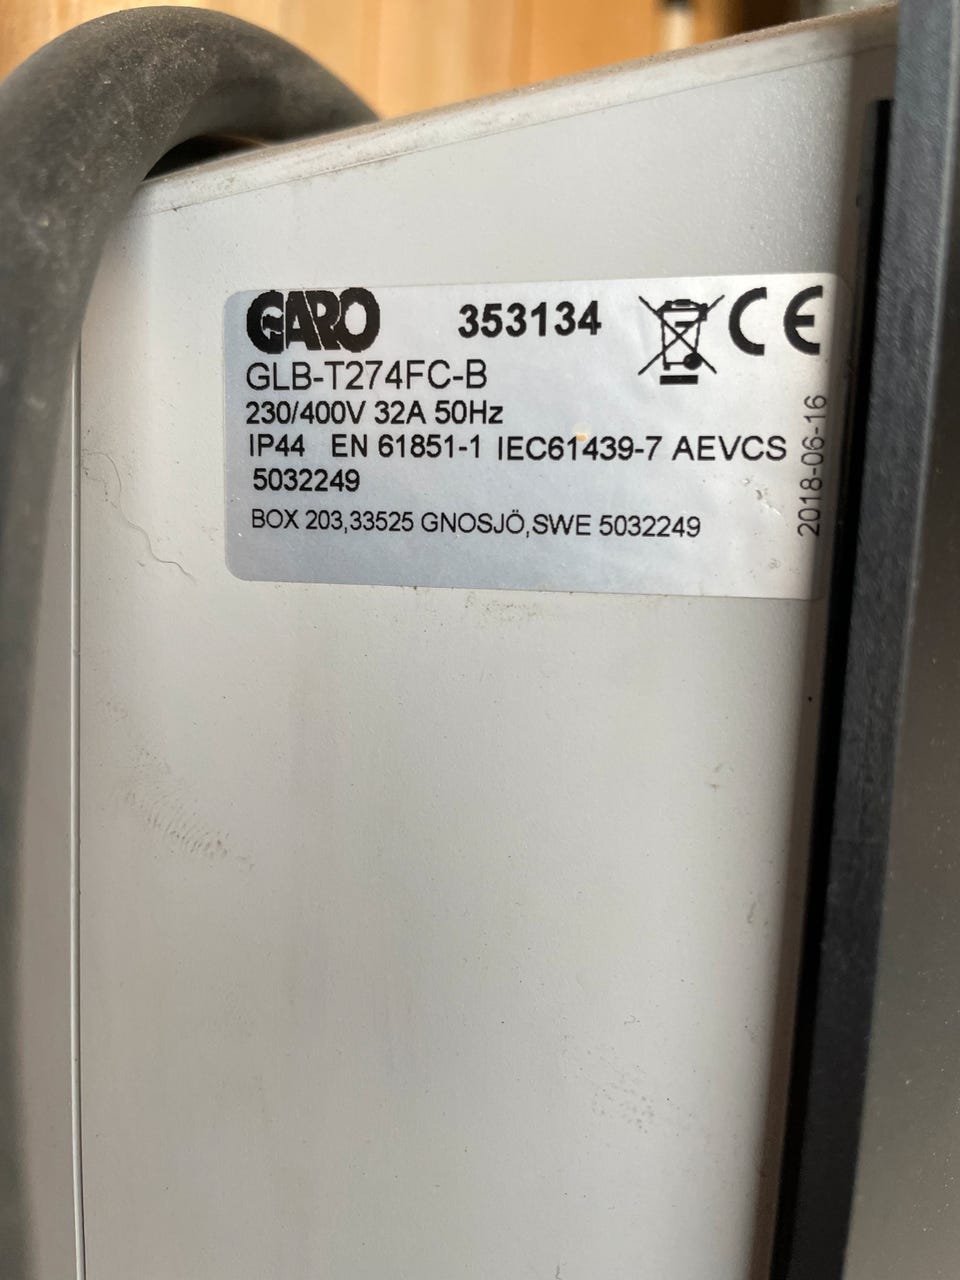 GARO 353134 CE
GLB-T274FC-B
230/400V 32A 50Hz
IP44 EN 61851-1 IEC61439-7 AEVCS
5032249
BOX 203,33525 GNOSJÖ,SWE 5032249
2018-06-16